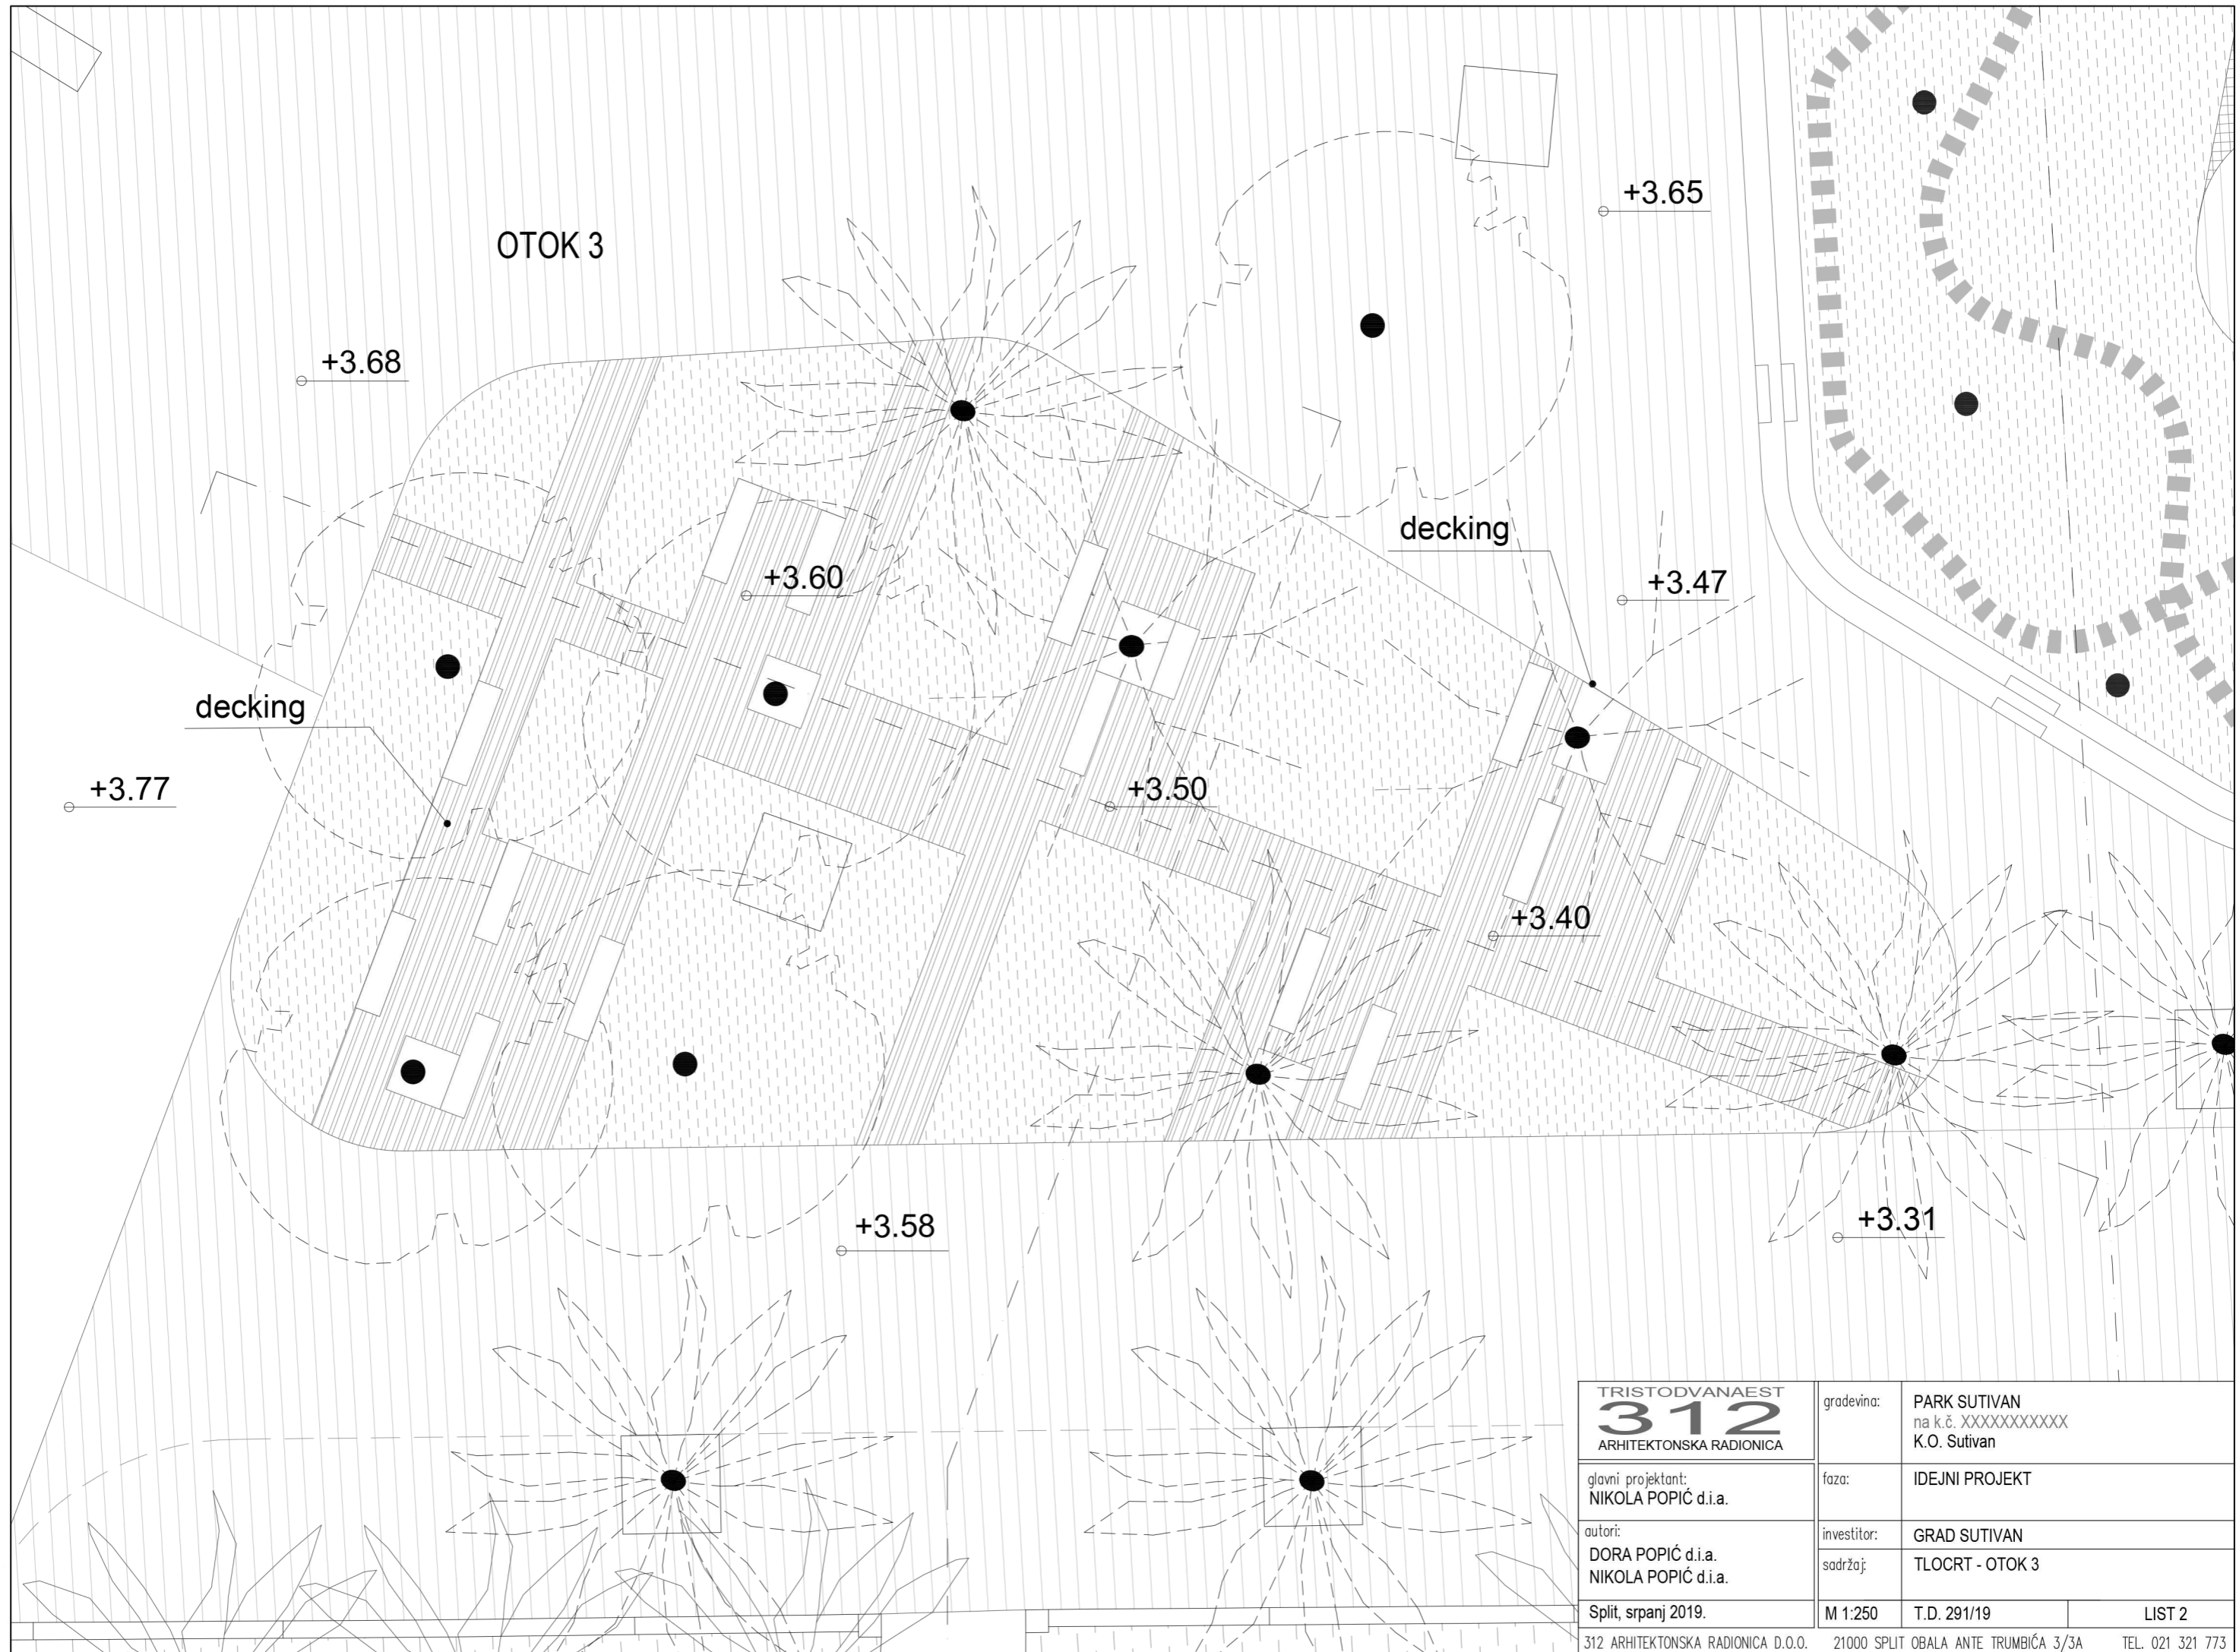 OTOK 3
+3.65
+3.68
decking
+3.60
+3.47
decking
+3.77
+3.50
+3.40
+3.58
+3.31
TRISTODVANAEST
312
ARHITEKTONSKA RADIONICA
građevina:
PARK SUTIVAN
na k.č. XXXXXXXXXXX
K.O. Sutivan
glavni projektant:
NIKOLA POPIĆ d.i.a.
faza:
IDEJNI PROJEKT
autori:
DORA POPIĆ d.i.a.
NIKOLA POPIĆ d.i.a.
investitor:
GRAD SUTIVAN
sadržaj:
TLOCRT - OTOK 3
Split, srpanj 2019.
M 1:250
T.D. 291/19
LIST 2
312 ARHITEKTONSKA RADIONICA D.O.O. 21000 SPLIT OBALA ANTE TRUMBIĆA 3/3A TEL. 021 321 773